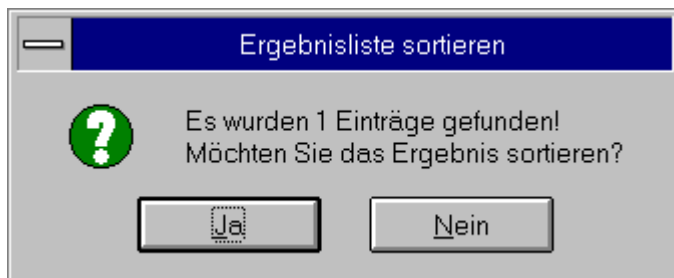 Ergebnisliste sortieren
Es wurden 1 Einträge gefunden!
Möchten Sie das Ergebnis sortieren?
Ja
Nein